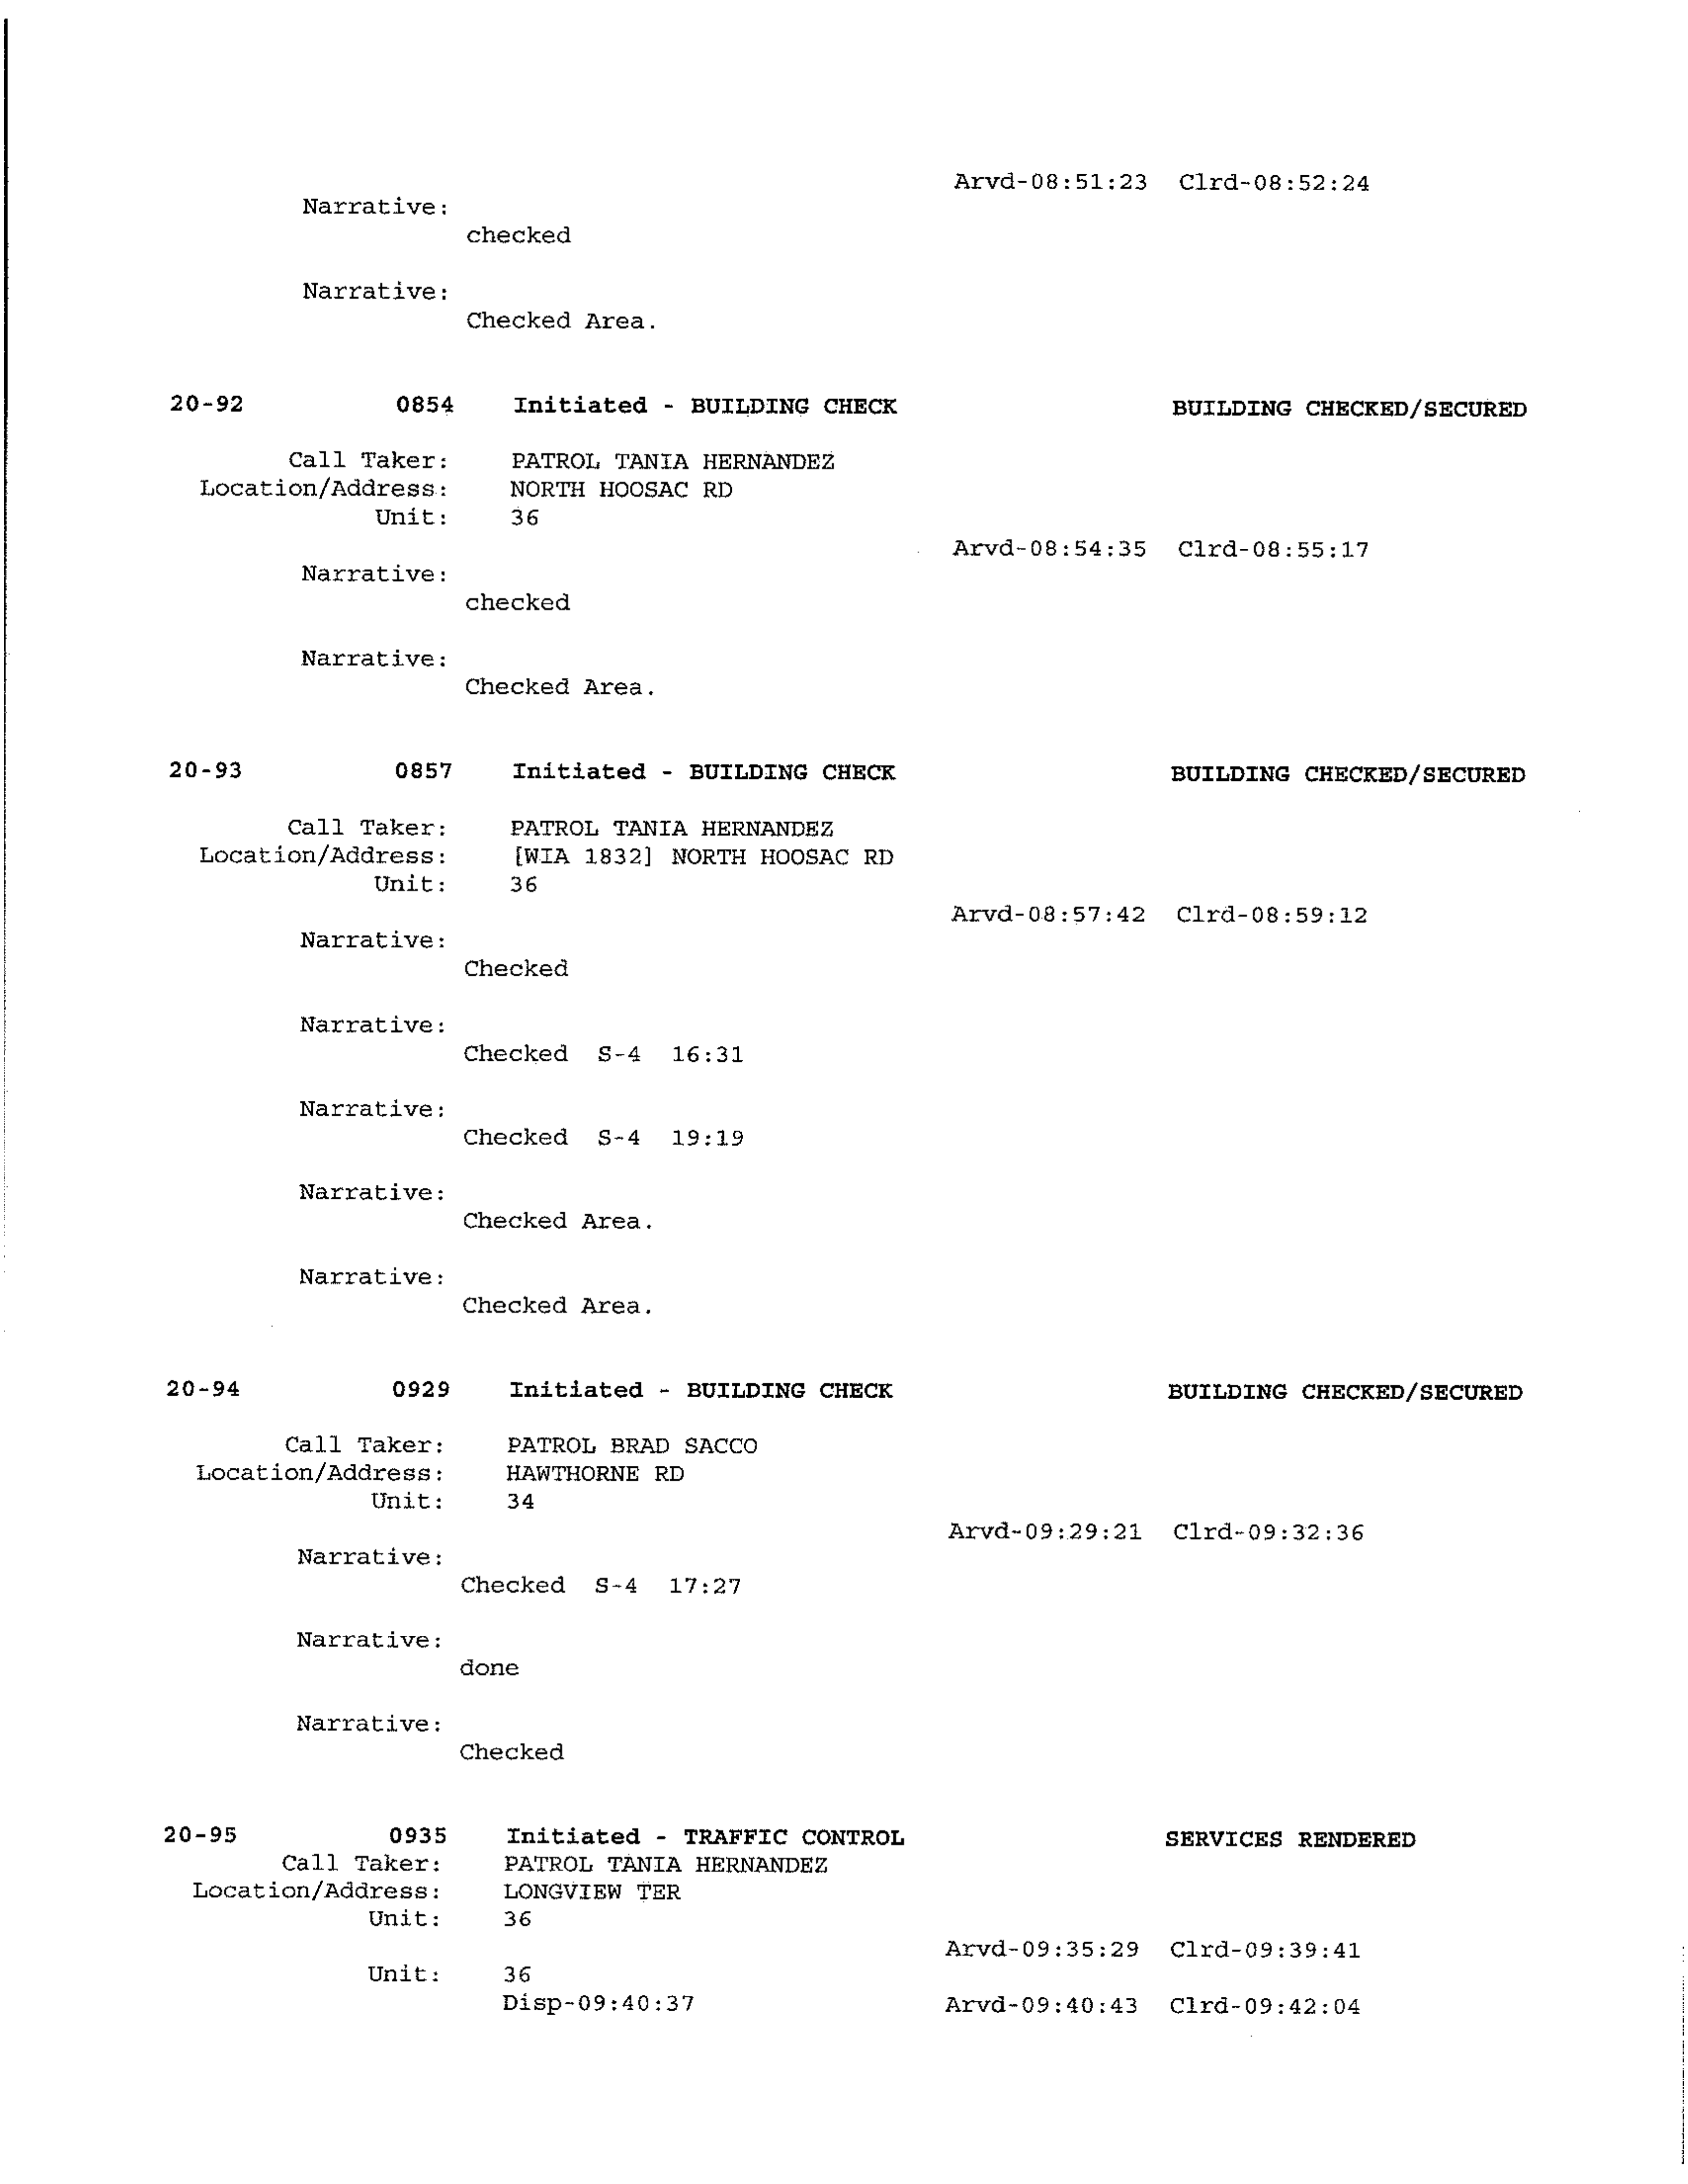 Arvd-08:51:23 Clrd-08:52:24
Narrative:
checked
Narrative:
Checked Area.
20-92 0854 Initiated - BUILDING CHECK BUILDING CHECKED/SECURED
Call Taker: PATROL TANIA HERNANDEZ
Location/Address: NORTH HOOSAC RD
Unit: 36
Arvd-08:54:35 Clrd-08:55:17
Narrative:
checked
Narrative:
Checked Area.
20-93 0857 Initiated - BUILDING CHECK BUILDING CHECKED/SECURED
Call Taker: PATROL TANIA HERNANDEZ
Location/Address: [WIA 1832] NORTH HOOSAC RD
Unit: 36
Arvd-08:57:42 Clrd-08:59:12
Narrative:
Checked
Narrative:
Checked S-4 16:31
Narrative:
Checked S-4 19:19
Narrative:
Checked Area.
Narrative:
Checked Area.
20-94 0929 Initiated - BUILDING CHECK BUILDING CHECKED/SECURED
Call Taker: PATROL BRAD SACCO
Location/Address: HAWTHORNE RD
Unit: 34
Arvd-09:29:21 Clrd-09:32:36
Narrative:
Checked S-4 17:27
Narrative:
done
Narrative:
Checked
20-95 0935 Initiated - TRAFFIC CONTROL SERVICES RENDERED
Call Taker: PATROL TANIA HERNANDEZ
Location/Address: LONGVIEW TER
Unit: 36
Arvd-09:35:29 Clrd-09:39:41
Unit: 36
Disp-09:40:37 Arvd-09:40:43 Clrd-09:42:04